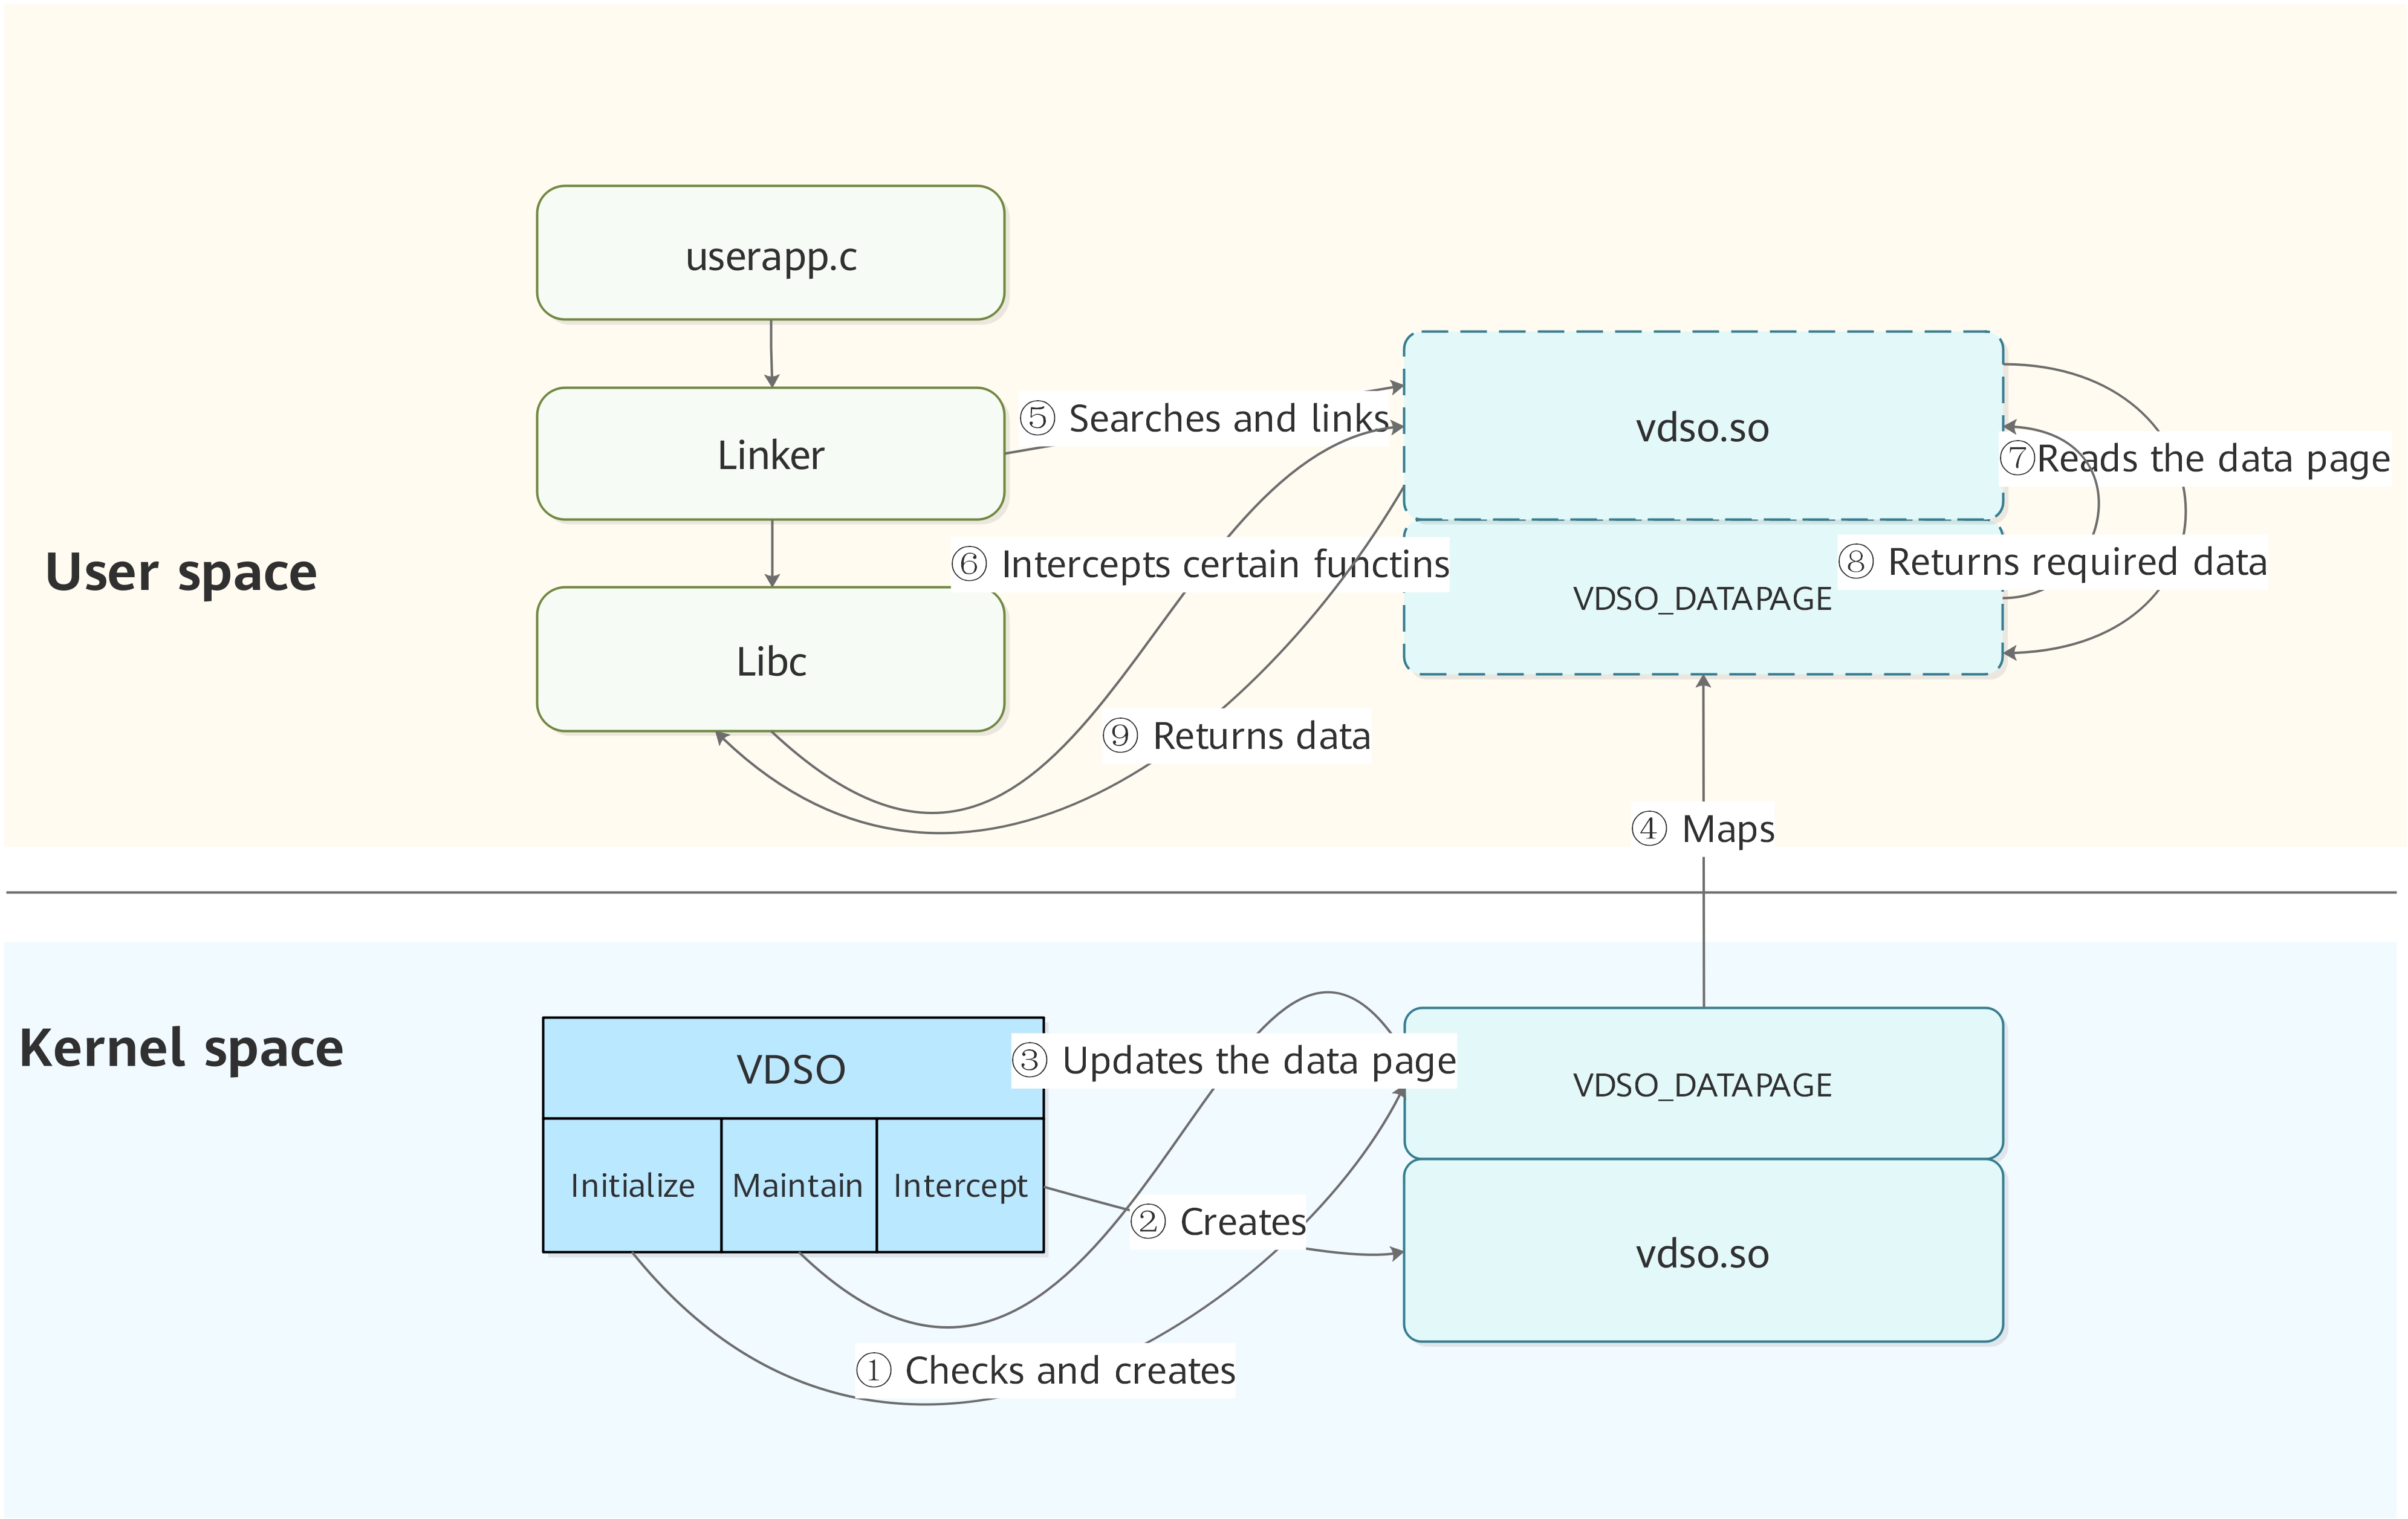 userapp.c
vdso.so
⑤ Searches and links
Linker
⑦Reads the data page
User space
⑥ Intercepts certain functins
⑧ Returns required data
VDSO_DATAPAGE
Libc
⑨ Returns data
④ Maps
Kernel space
VDSO
③ Updates the data page
VDSO_DATAPAGE
Initialize
Maintain
Intercept
② Creates
vdso.so
① Checks and creates